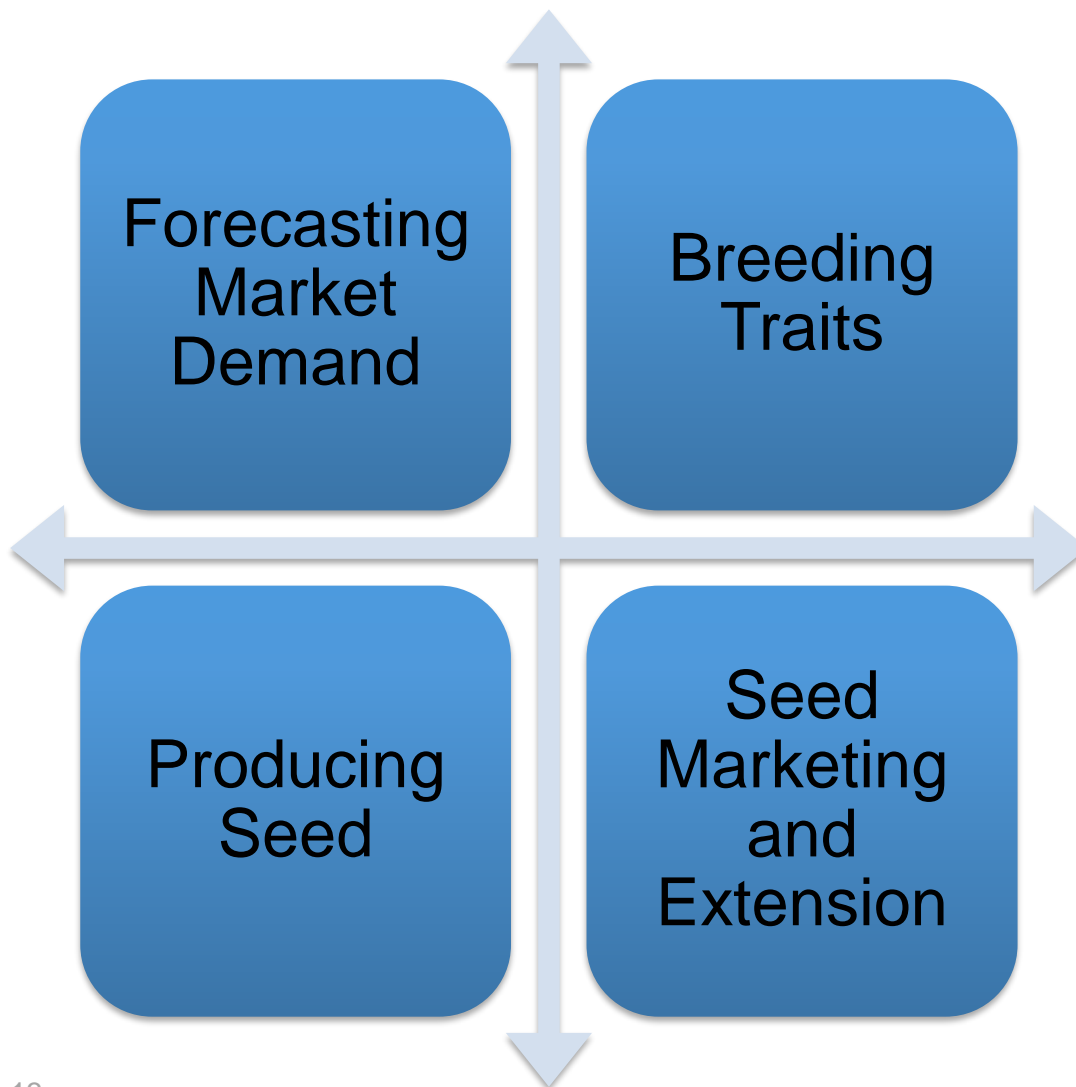 Forecasting
Market
Demand
Breeding
Traits
Producing
Seed
Seed
Marketing
and
Extension